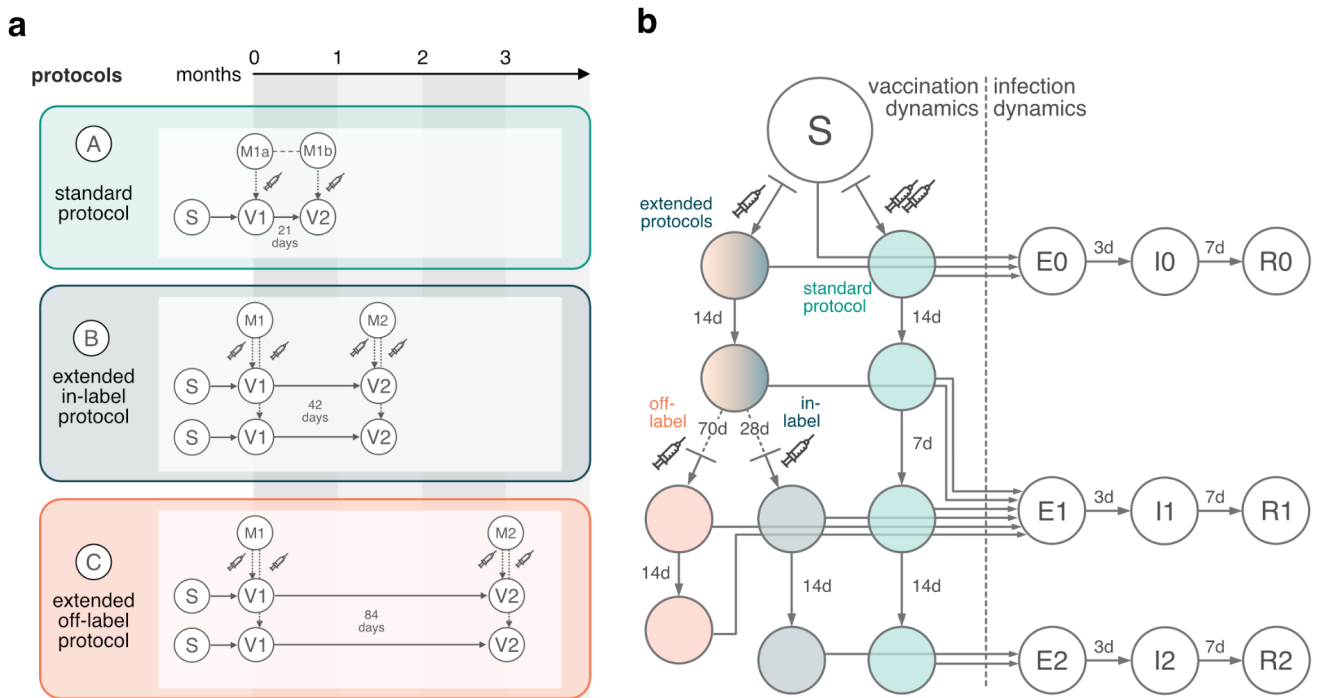 a
protocols
months
0
1
2
3
A
standard
protocol
M1a
M1b
S
V1
V2
21
days
B
extended
in-label
protocol
M1
M2
S
V1
V2
42
days
S
V1
V2
C
extended
off-label
protocol
M1
M2
S
V1
V2
84
days
S
V1
V2
b
vaccination
dynamics
infection
dynamics
S
extended
protocols
standard
protocol
E0
3d
I0
7d
R0
14d
14d
off-
label
in-
label
70d
28d
7d
E1
3d
I1
7d
R1
14d
14d
14d
E2
3d
I2
7d
R2